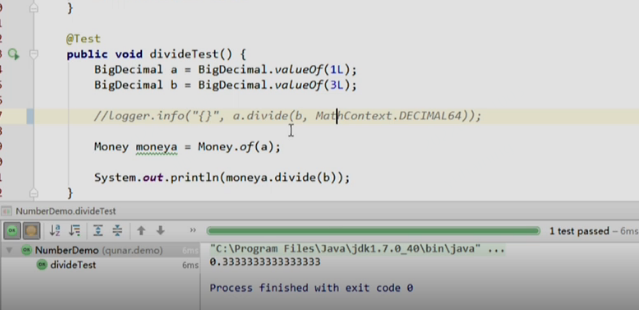 }
@Test
public void divideTest() {
BigDecimal a = BigDecimal.valueOf(1L);
BigDecimal b = BigDecimal.valueOf(3L);
//logger.info("{}", a.divide(b, MathContext.DECIMAL64));
Money moneya = Money.of(a);
System.out.println(moneya.divide(b));
}
NumberDemo.divideTest
1 test passed – 6ms
NumberDemo (qunar.demo) 6ms
"C:\Program Files\Java\jdk1.7.0_40\bin\java" ...
divideTest 6ms
0.3333333333333333
Process finished with exit code 0